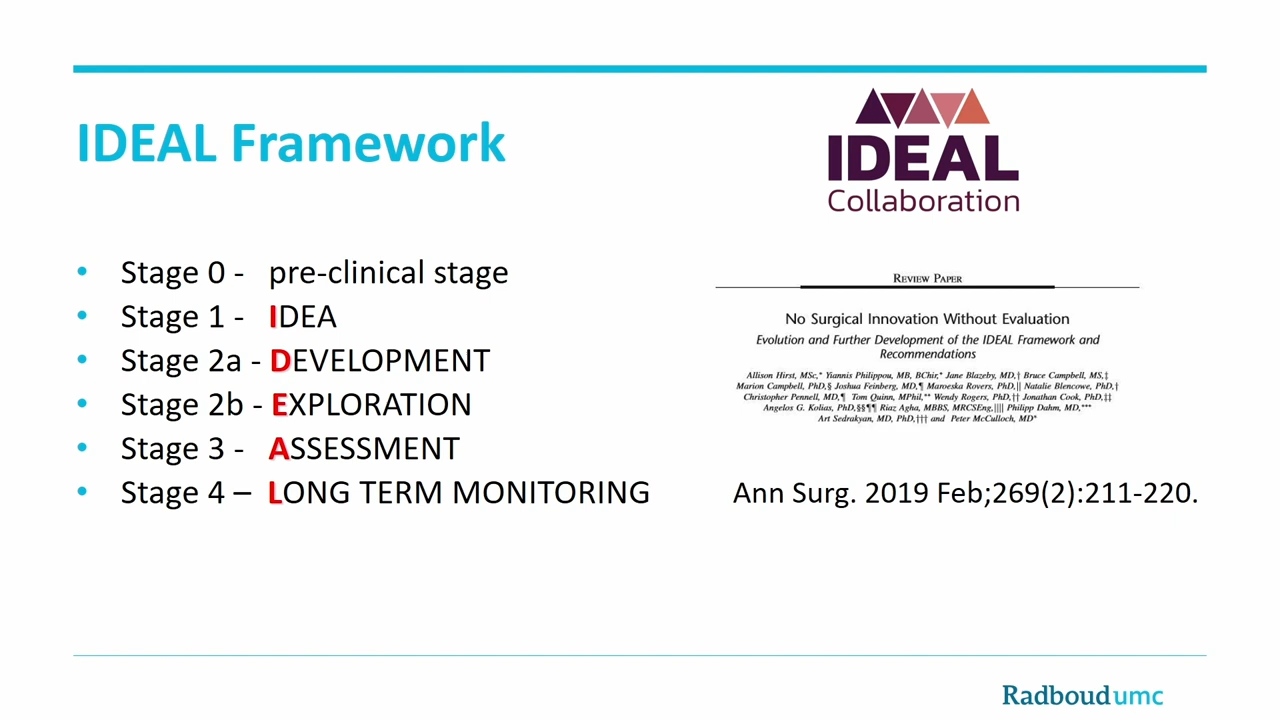 IDEAL Framework
IDEAL
Collaboration
• Stage 0 - pre-clinical stage
• Stage 1 - IDEA
• Stage 2a - DEVELOPMENT
• Stage 2b - EXPLORATION
• Stage 3 - ASSESSMENT
• Stage 4 – LONG TERM MONITORING
REVIEW PAPER
No Surgical Innovation Without Evaluation
Evolution and Further Development of the IDEAL Framework and
Recommendations
Allison Hirst, MSc,* Yiannis Philippou, MB, BChir,* Jane Blazeby, MD,† Bruce Campbell, MS,‡
Marion Campbell, PhD,§ Joshua Feinberg, MD,¶ Maroeska Rovers, PhD,|| Natalie Blencowe, PhD,†
Christopher Pennell, MD,¶ Tom Quinn, MPhil,** Wendy Rogers, PhD,†† Jonathan Cook, PhD,‡‡
Angelos G. Kolias, PhD,§§¶¶ Riaz Agha, MBBS, MRCSEng,|||| Philipp Dahm, MD,***
Art Sedrakyan, MD, PhD,††† and Peter McCulloch, MD*
Ann Surg. 2019 Feb;269(2):211-220.
Radboudumc